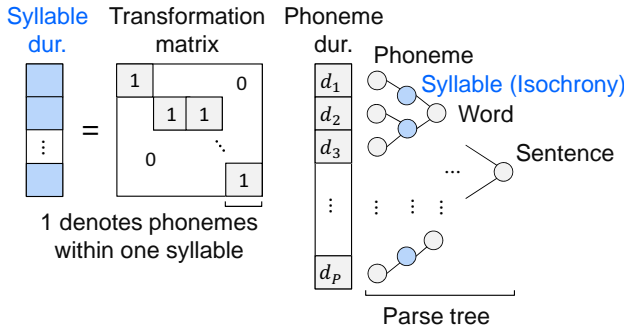 Syllable
dur.
Transformation
matrix
Phoneme
dur.
=
1
0
1 1
⋮
⋱
0
1
1 denotes phonemes
within one syllable
d₁
d₂
d₃
⋮
d_P
Phoneme
Syllable (Isochrony)
Word
Sentence
...
⋮ ⋮ ⋮
Parse tree